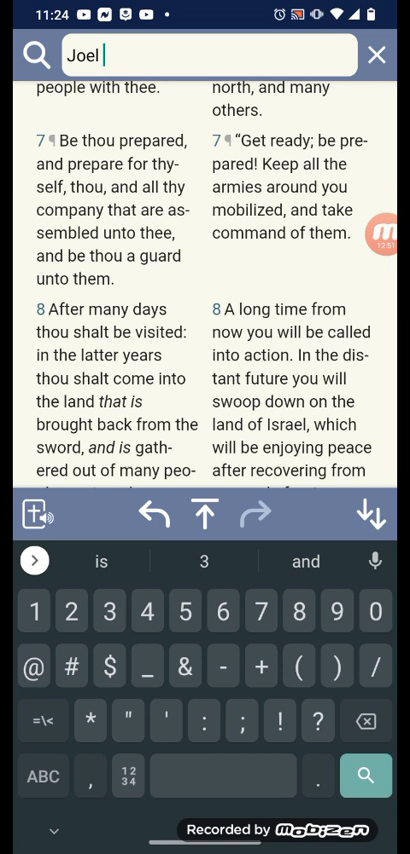 11:24
Joel
people with thee.
7 ¶ Be thou prepared,
and prepare for thy-
self, thou, and all thy
company that are as-
sembled unto thee,
and be thou a guard
unto them.
8 After many days
thou shalt be visited:
in the latter years
thou shalt come into
the land that is
brought back from the
sword, and is gath-
ered out of many peo-
north, and many
others.
7 ¶ “Get ready; be pre-
pared! Keep all the
armies around you
mobilized, and take
command of them.
8 A long time from
now you will be called
into action. In the dis-
tant future you will
swoop down on the
land of Israel, which
will be enjoying peace
after recovering from
12:51
is 3 and
1 2 3 4 5 6 7 8 9 0
@ # $ _ & - + ( ) /
=\< * " ' : ; ! ?
ABC , 12 34 .
Recorded by mobizen